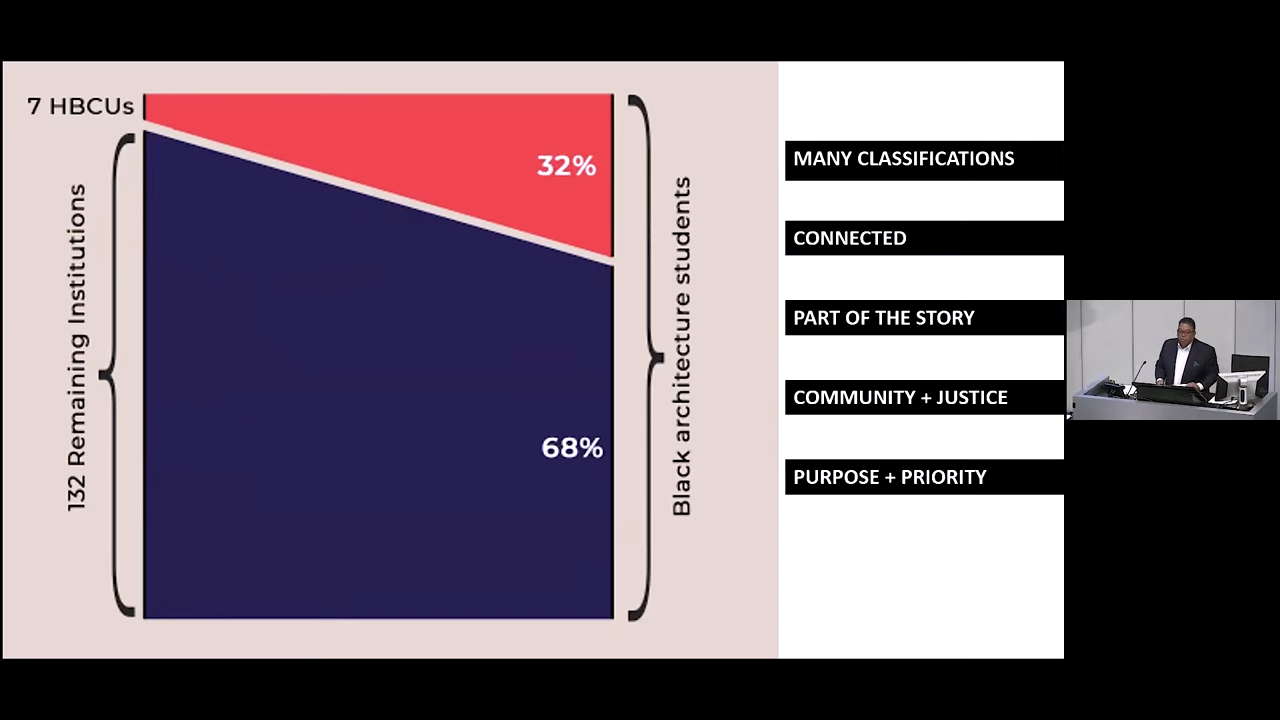 7 HBCUs
132 Remaining Institutions
32%
68%
Black architecture students
MANY CLASSIFICATIONS
CONNECTED
PART OF THE STORY
COMMUNITY + JUSTICE
PURPOSE + PRIORITY